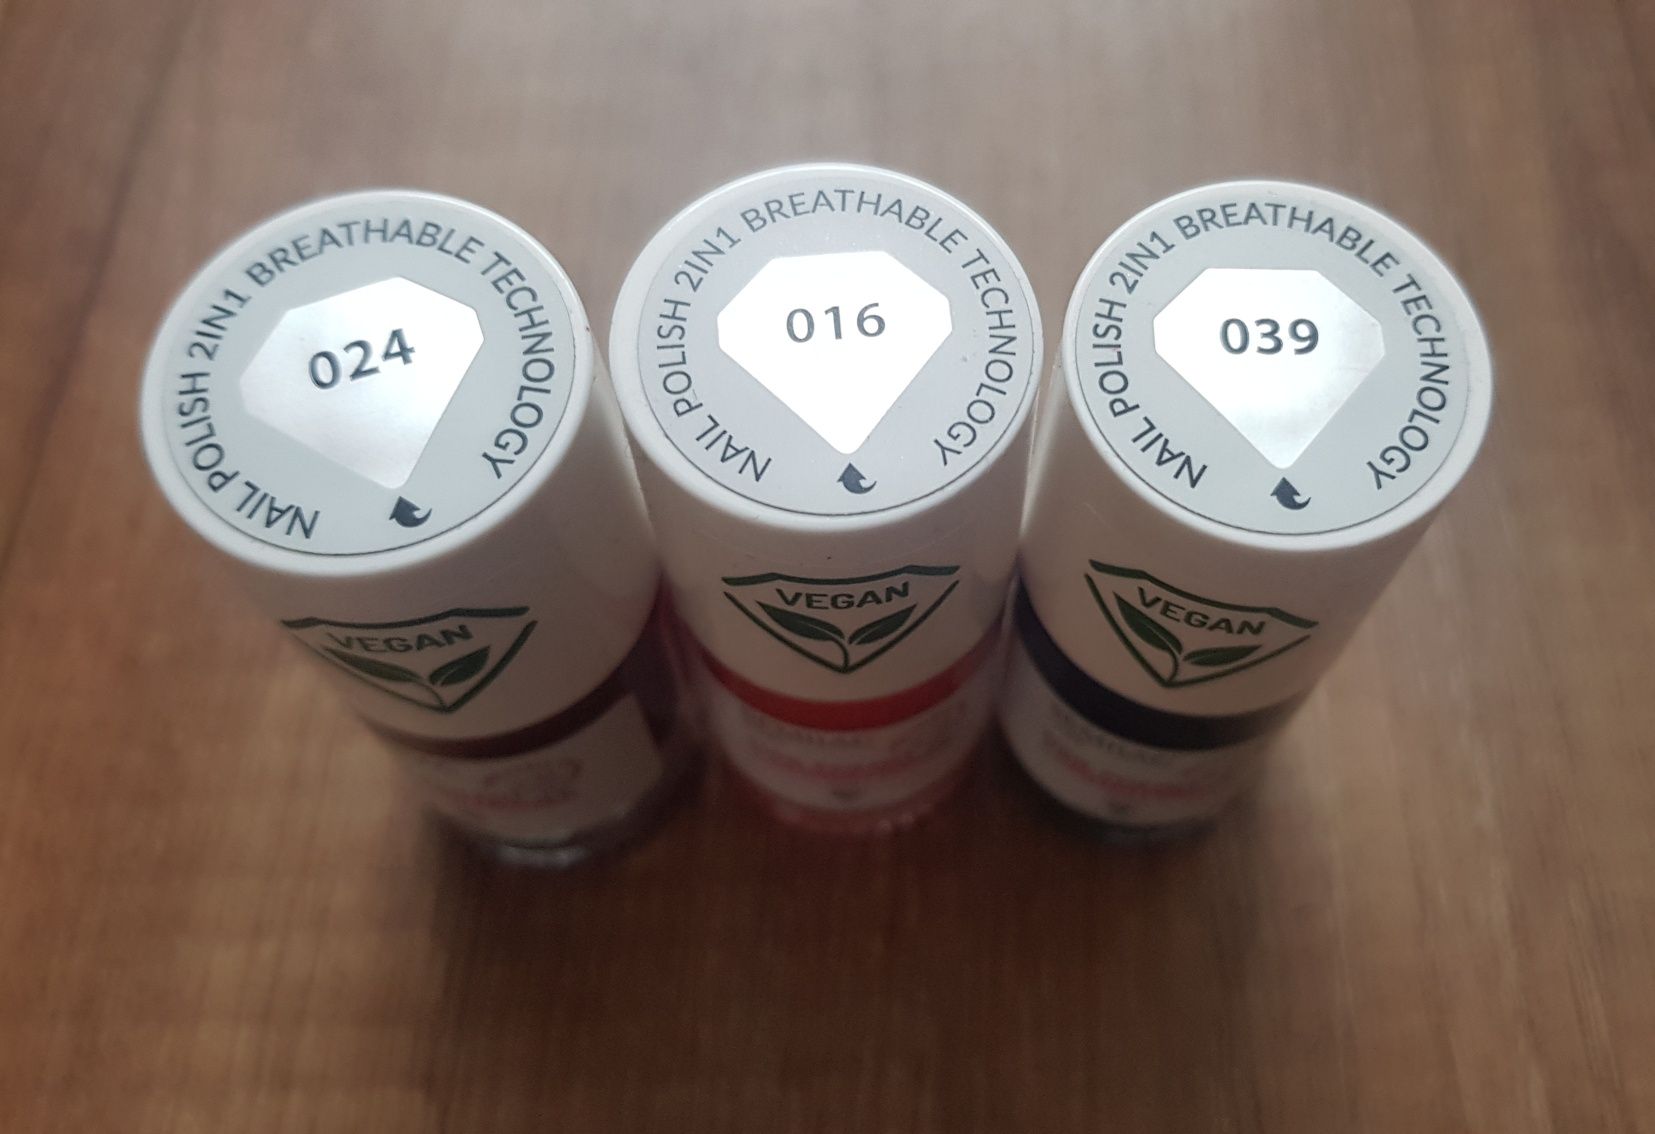 NAIL POLISH 2IN1 BREATHABLE TECHNOLOGY
024
VEGAN
NAIL POLISH 2IN1 BREATHABLE TECHNOLOGY
016
VEGAN
NAIL POLISH 2IN1 BREATHABLE TECHNOLOGY
039
VEGAN